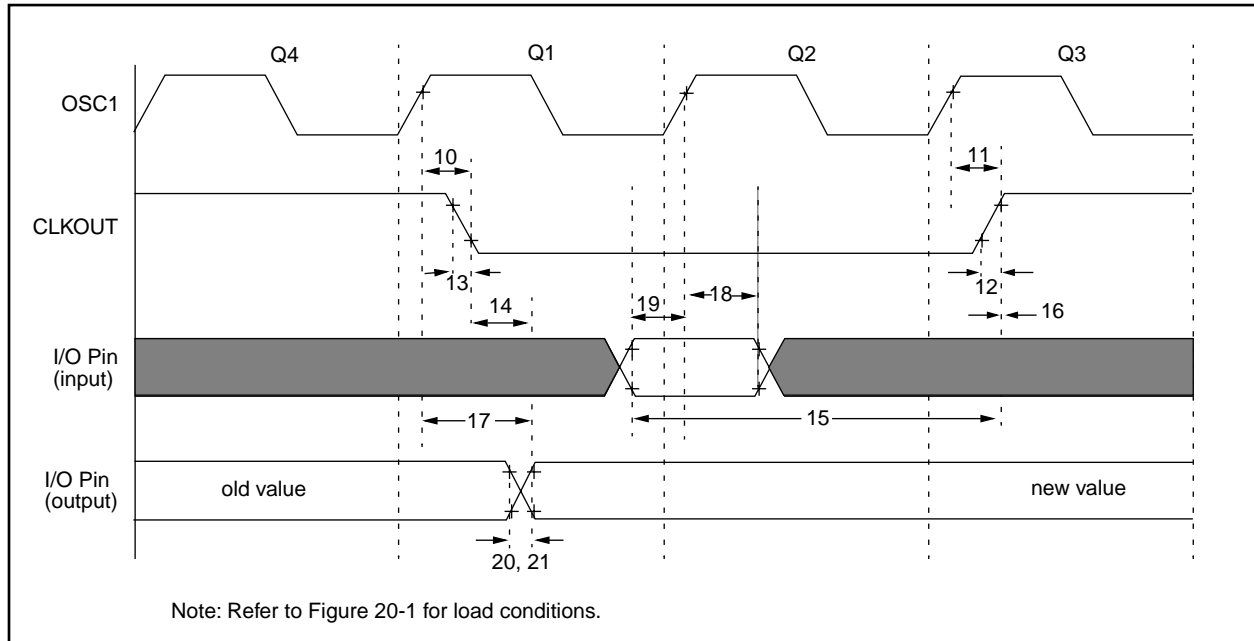 Q4 Q1 Q2 Q3
OSC1
10 11
CLKOUT
13 12
14 19 18 16
I/O Pin
(input)
17 15
I/O Pin
(output)
old value new value
20, 21
Note: Refer to Figure 20-1 for load conditions.